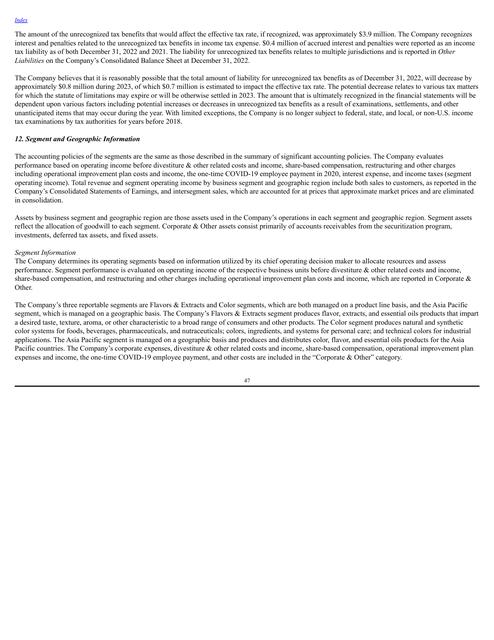 Index
The amount of the unrecognized tax benefits that would affect the effective tax rate, if recognized, was approximately $3.9 million. The Company recognizes
interest and penalties related to the unrecognized tax benefits in income tax expense. $0.4 million of accrued interest and penalties were reported as an income
tax liability as of both December 31, 2022 and 2021. The liability for unrecognized tax benefits relates to multiple jurisdictions and is reported in Other
Liabilities on the Company's Consolidated Balance Sheet at December 31, 2022.
The Company believes that it is reasonably possible that the total amount of liability for unrecognized tax benefits as of December 31, 2022, will decrease by
approximately $0.8 million during 2023, of which $0.7 million is estimated to impact the effective tax rate. The potential decrease relates to various tax matters
for which the statute of limitations may expire or will be otherwise settled in 2023. The amount that is ultimately recognized in the financial statements will be
dependent upon various factors including potential increases or decreases in unrecognized tax benefits as a result of examinations, settlements, and other
unanticipated items that may occur during the year. With limited exceptions, the Company is no longer subject to federal, state, and local, or non-U.S. income
tax examinations by tax authorities for years before 2018.
12. Segment and Geographic Information
The accounting policies of the segments are the same as those described in the summary of significant accounting policies. The Company evaluates
performance based on operating income before divestiture & other related costs and income, share-based compensation, restructuring and other charges
including operational improvement plan costs and income, the one-time COVID-19 employee payment in 2020, interest expense, and income taxes (segment
operating income). Total revenue and segment operating income by business segment and geographic region include both sales to customers, as reported in the
Company's Consolidated Statements of Earnings, and intersegment sales, which are accounted for at prices that approximate market prices and are eliminated
in consolidation.
Assets by business segment and geographic region are those assets used in the Company's operations in each segment and geographic region. Segment assets
reflect the allocation of goodwill to each segment. Corporate & Other assets consist primarily of accounts receivables from the securitization program,
investments, deferred tax assets, and fixed assets.
Segment Information
The Company determines its operating segments based on information utilized by its chief operating decision maker to allocate resources and assess
performance. Segment performance is evaluated on operating income of the respective business units before divestiture & other related costs and income,
share-based compensation, and restructuring and other charges including operational improvement plan costs and income, which are reported in Corporate &
Other.
The Company's three reportable segments are Flavors & Extracts and Color segments, which are both managed on a product line basis, and the Asia Pacific
segment, which is managed on a geographic basis. The Company's Flavors & Extracts segment produces flavor, extracts, and essential oils products that impart
a desired taste, texture, aroma, or other characteristic to a broad range of consumers and other products. The Color segment produces natural and synthetic
color systems for foods, beverages, pharmaceuticals, and nutraceuticals; colors, ingredients, and systems for personal care; and technical colors for industrial
applications. The Asia Pacific segment is managed on a geographic basis and produces and distributes color, flavor, and essential oils products for the Asia
Pacific countries. The Company's corporate expenses, divestiture & other related costs and income, share-based compensation, operational improvement plan
expenses and income, the one-time COVID-19 employee payment, and other costs are included in the "Corporate & Other" category.
47